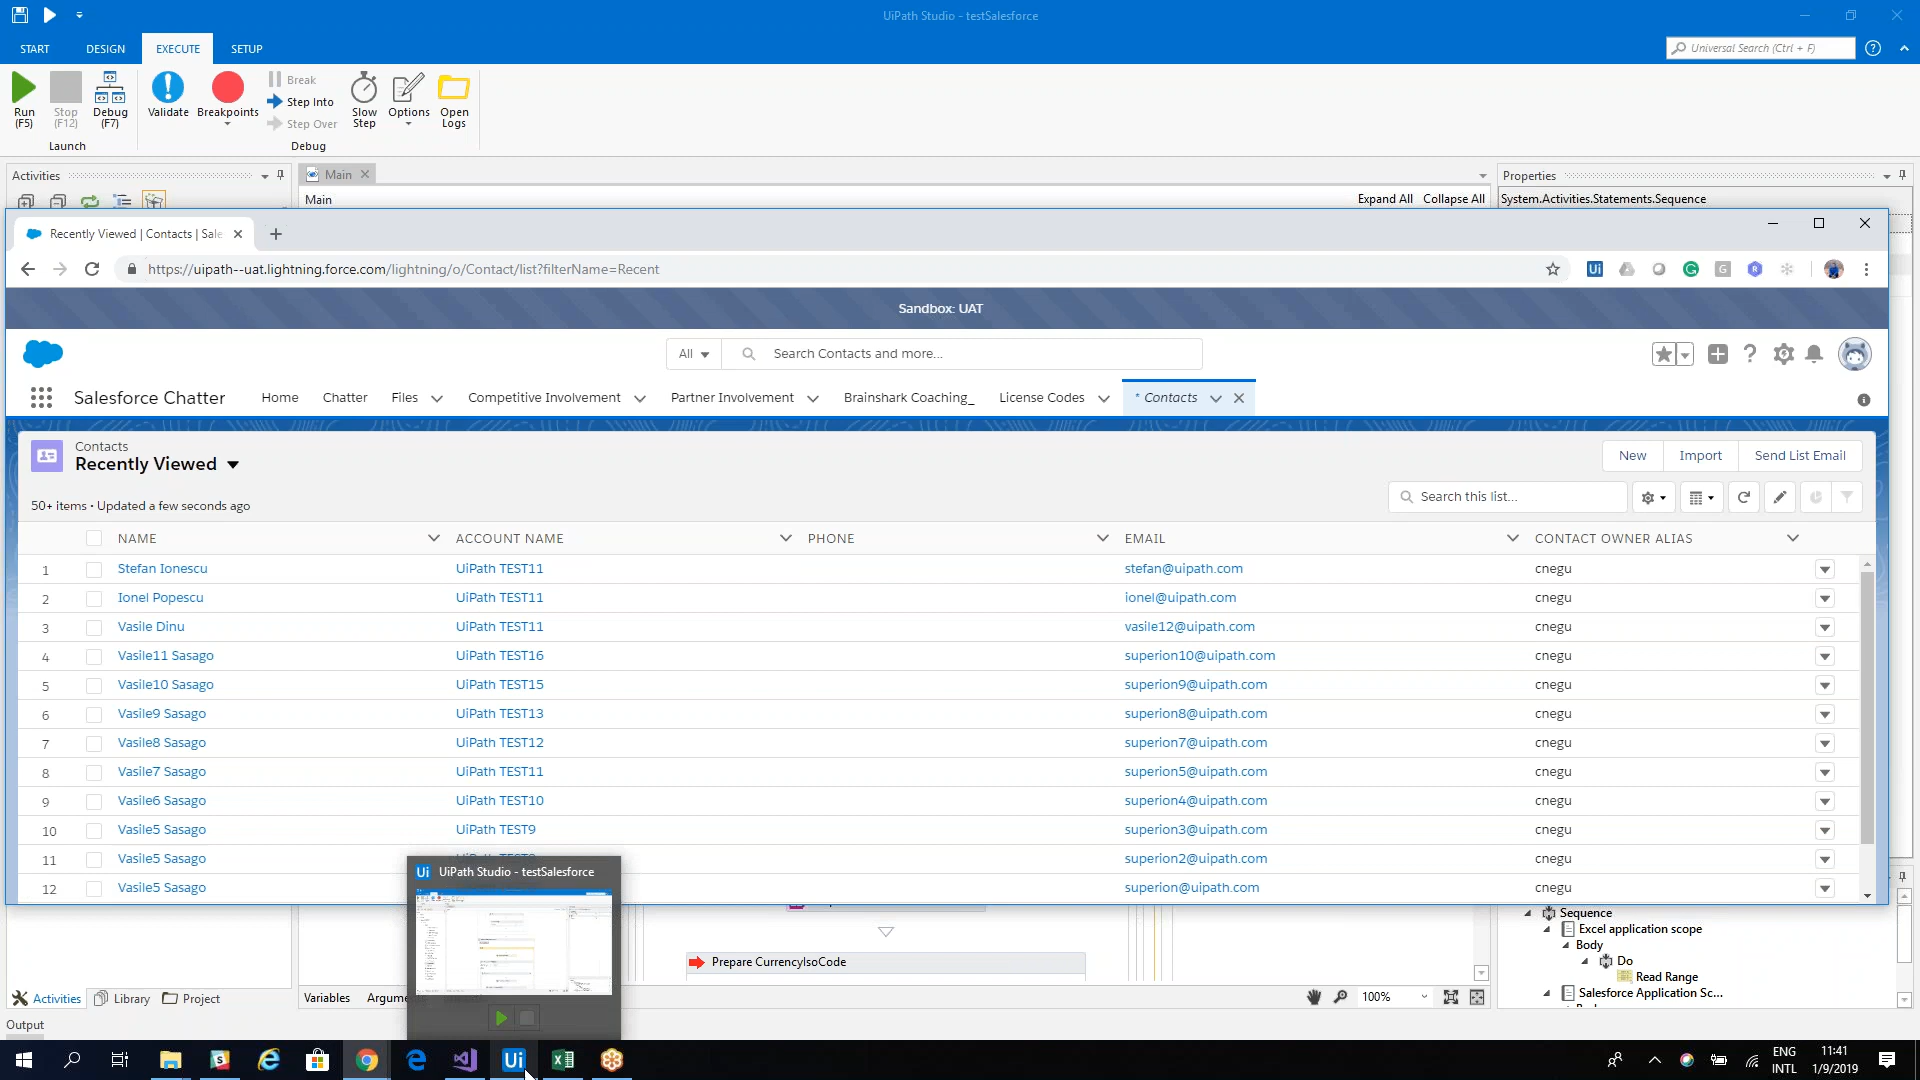 UiPath Studio - testSalesforce
START DESIGN EXECUTE SETUP
Universal Search (Ctrl + F)
Run (F5) Stop (F12) Debug (F7) Validate Breakpoints Break Step Into Step Over Slow Step Options Open Logs
Launch Debug
Activities Main Properties
Main Expand All Collapse All System.Activities.Statements.Sequence
Recently Viewed | Contacts | Sale
https://uipath--uat.lightning.force.com/lightning/o/Contact/list?filterName=Recent
Sandbox: UAT
All Search Contacts and more...
Salesforce Chatter Home Chatter Files Competitive Involvement Partner Involvement Brainshark Coaching_ License Codes * Contacts
Contacts
Recently Viewed
New Import Send List Email
50+ items • Updated a few seconds ago
Search this list...
NAME ACCOUNT NAME PHONE EMAIL CONTACT OWNER ALIAS
1 Stefan Ionescu UiPath TEST11 stefan@uipath.com cnegu
2 Ionel Popescu UiPath TEST11 ionel@uipath.com cnegu
3 Vasile Dinu UiPath TEST11 vasile12@uipath.com cnegu
4 Vasile11 Sasago UiPath TEST16 superion10@uipath.com cnegu
5 Vasile10 Sasago UiPath TEST15 superion9@uipath.com cnegu
6 Vasile9 Sasago UiPath TEST13 superion8@uipath.com cnegu
7 Vasile8 Sasago UiPath TEST12 superion7@uipath.com cnegu
8 Vasile7 Sasago UiPath TEST11 superion5@uipath.com cnegu
9 Vasile6 Sasago UiPath TEST10 superion4@uipath.com cnegu
10 Vasile5 Sasago UiPath TEST9 superion3@uipath.com cnegu
11 Vasile5 Sasago superion2@uipath.com cnegu
12 Vasile5 Sasago superion@uipath.com cnegu
Ui UiPath Studio - testSalesforce
Prepare CurrencyIsoCode
Sequence
Excel application scope
Body
Do
Read Range
Salesforce Application Sc...
Activities Library Project Variables 100%
Output
Ui
ENG INTL
11:41
1/9/2019